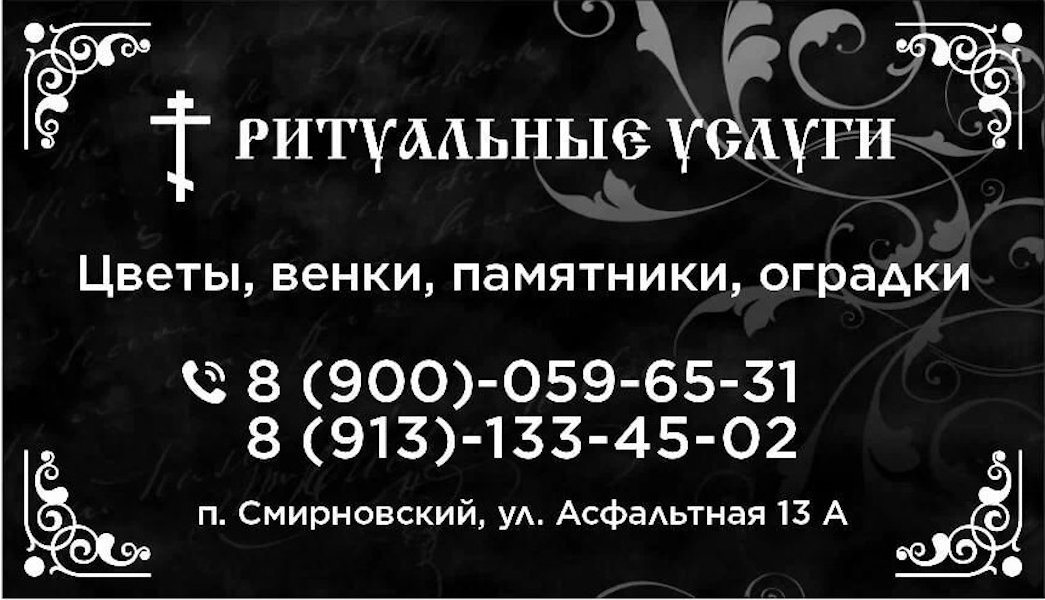 РИТУАЛЬНЫЕ УСЛУГИ
Цветы, венки, памятники, оградки
8 (900)-059-65-31
8 (913)-133-45-02
п. Смирновский, ул. Асфальтная 13 А